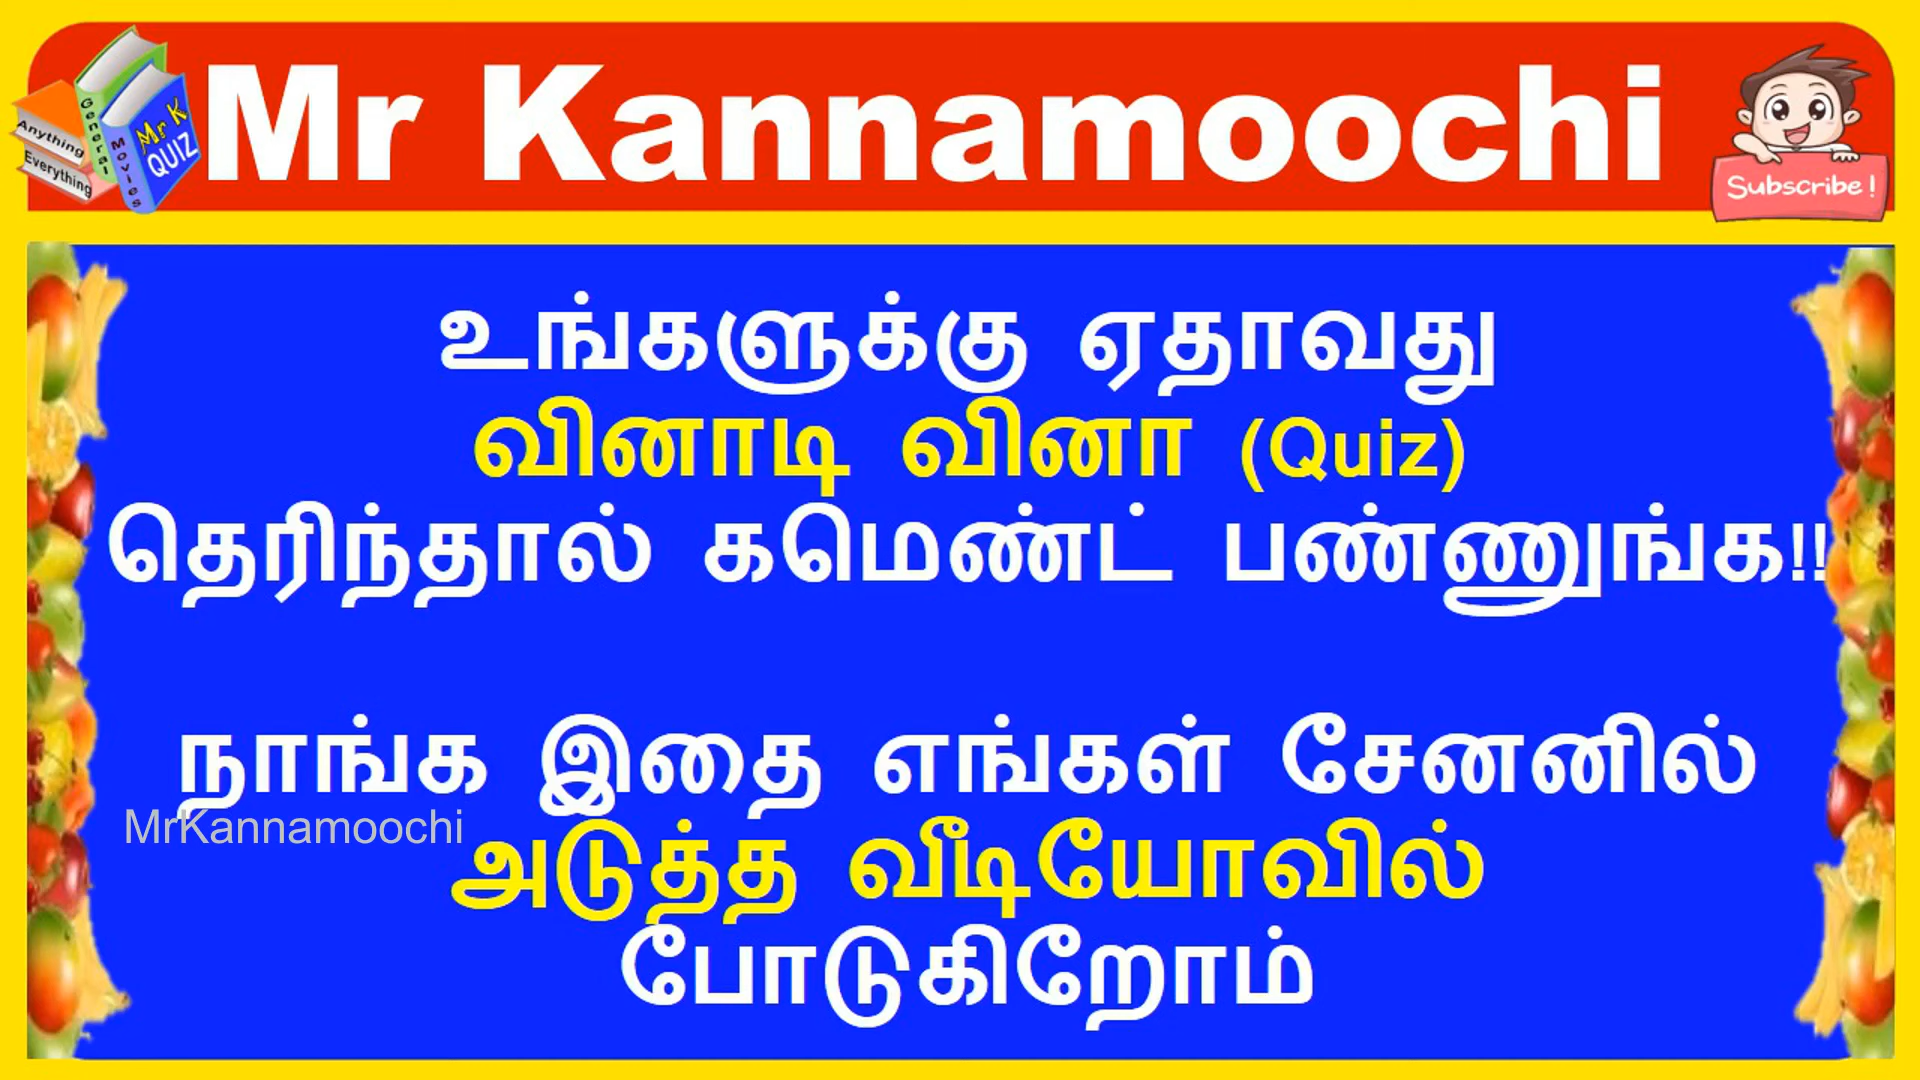 Mr Kannamoochi
Anything
Everything
General
Movies
Mr K
QUIZ
Subscribe!
உங்களுக்கு ஏதாவது
வினாடி வினா (Quiz)
தெரிந்தால் கமெண்ட் பண்ணுங்க!!
நாங்க இதை எங்கள் சேனனில்
MrKannamoochi
அடுத்த வீடியோவில்
போடுகிறோம்